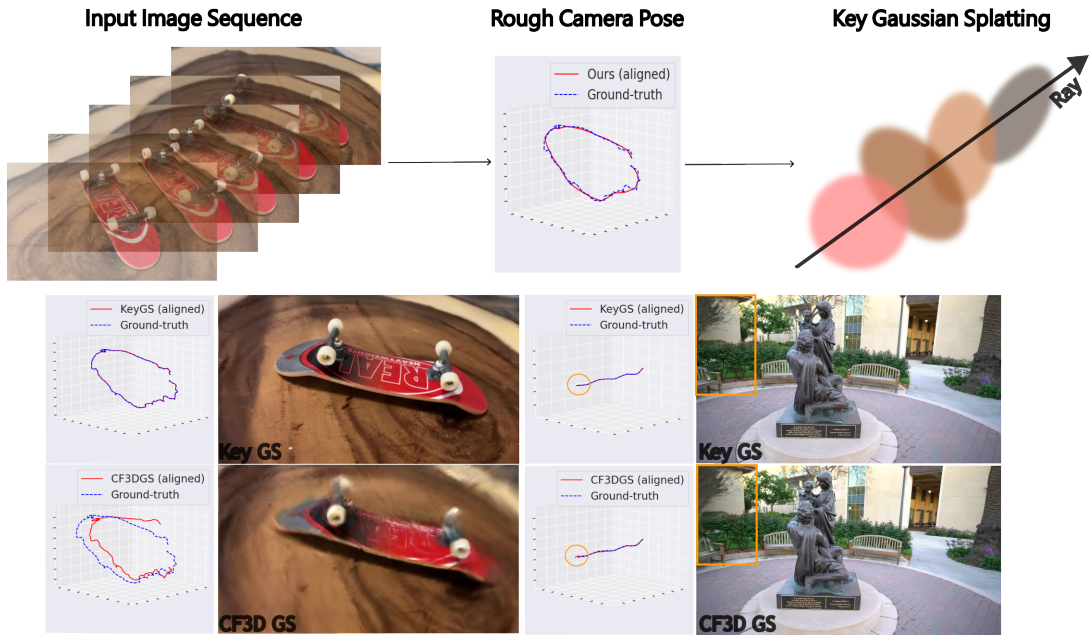 Input Image Sequence
Rough Camera Pose
Key Gaussian Splatting
Ours (aligned)
Ground-truth
Ray
KeyGS (aligned)
Ground-truth
REAL
HEAVYWEIGHTS
Key GS
KeyGS (aligned)
Ground-truth
Key GS
CF3DGS (aligned)
Ground-truth
CF3D GS
CF3DGS (aligned)
Ground-truth
CF3D GS